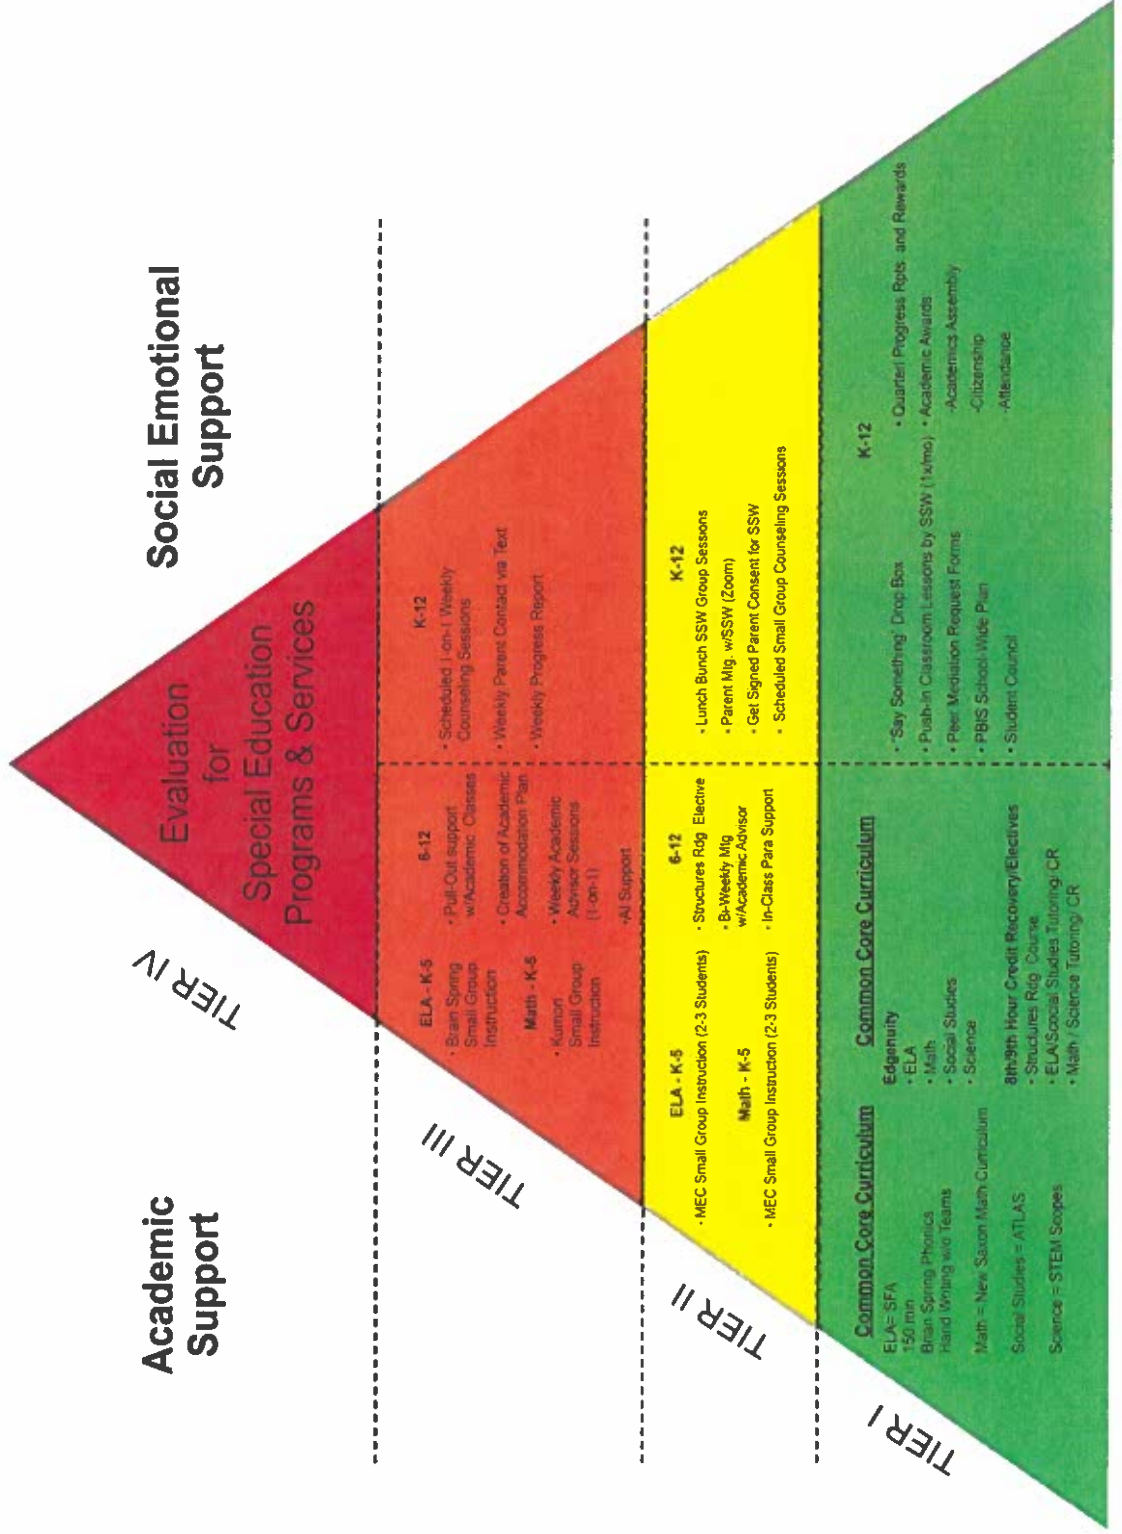 Academic
Support
Social Emotional
Support
TIER IV
Evaluation
for
Special Education
Programs & Services
TIER III
ELA - K-5
• Brain Spring
Small Group
Instruction
Math - K-5
• Kumon
Small Group
Instruction
6-12
• Pull-Out support
w/Academic Classes
• Creation of Academic
Accommodation Plan
• Weekly Academic
Advisor Sessions
(1-on-1)
• AI Support
K-12
• Scheduled I-on-I Weekly
Counseling Sessions
• Weekly Parent Contact via Text
• Weekly Progress Report
TIER II
ELA - K-5
• MEC Small Group Instruction (2-3 Students)
Math - K-5
• MEC Small Group Instruction (2-3 Students)
6-12
• Structures Rdg Elective
• Bi-Weekly Mtg
w/Academic Advisor
• In-Class Para Support
K-12
• Lunch Bunch SSW Group Sessions
• Parent Mtg. w/SSW (Zoom)
• Get Signed Parent Consent for SSW
• Scheduled Small Group Counseling Sessions
TIER I
Common Core Curriculum
ELA= SFA
150 min
Brain Spring Phonics
Hand Writing w/o Tears
Math = New Saxon Math Curriculum
Social Studies = ATLAS
Science = STEM Scopes
Common Core Curriculum
Edgenuity
• ELA
• Math
• Social Studies
• Science
8th/9th Hour Credit Recovery/Electives
• Structures Rdg Course
• ELA/Scocial Studies Tutoring/CR
• Math / Science Tutoring/ CR
K-12
• "Say Something' Drop Box
• Push-in Classroom Lessons by SSW (1x/mo)
• Peer Mediation Request Forms
• PBIS School-Wide Plan
• Student Council
• Quarterl Progress Rpts and Rewards
• Academic Awards
-Academics Assembly
-Citizenship
-Attendance